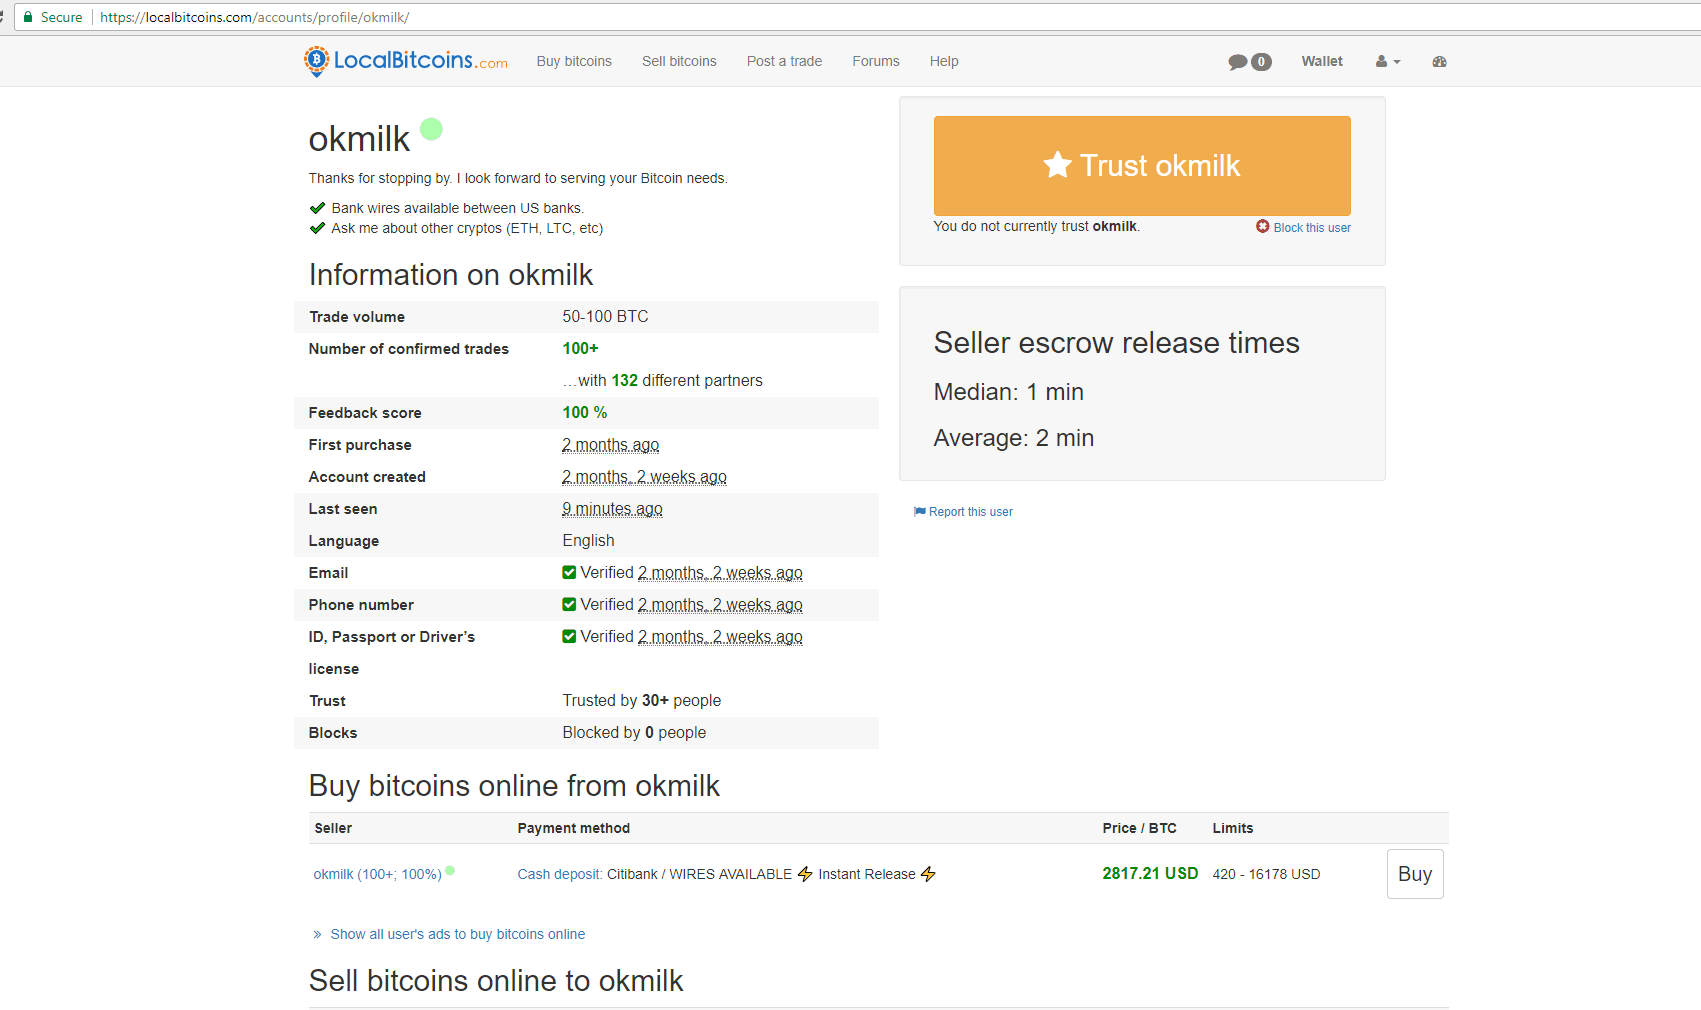 Secure https://localbitcoins.com/accounts/profile/okmilk/
LocalBitcoins.com Buy bitcoins Sell bitcoins Post a trade Forums Help 0 Wallet
okmilk
Thanks for stopping by. I look forward to serving your Bitcoin needs.
Bank wires available between US banks.
Ask me about other cryptos (ETH, LTC, etc)
Information on okmilk
Trade volume 50-100 BTC
Number of confirmed trades 100+
…with 132 different partners
Feedback score 100 %
First purchase 2 months ago
Account created 2 months, 2 weeks ago
Last seen 9 minutes ago
Language English
Email Verified 2 months, 2 weeks ago
Phone number Verified 2 months, 2 weeks ago
ID, Passport or Driver’s Verified 2 months, 2 weeks ago
license
Trust Trusted by 30+ people
Blocks Blocked by 0 people
Trust okmilk
You do not currently trust okmilk. Block this user
Seller escrow release times
Median: 1 min
Average: 2 min
Report this user
Buy bitcoins online from okmilk
Seller Payment method Price / BTC Limits
okmilk (100+; 100%) Cash deposit: Citibank / WIRES AVAILABLE ⚡ Instant Release ⚡ 2817.21 USD 420 - 16178 USD Buy
» Show all user's ads to buy bitcoins online
Sell bitcoins online to okmilk